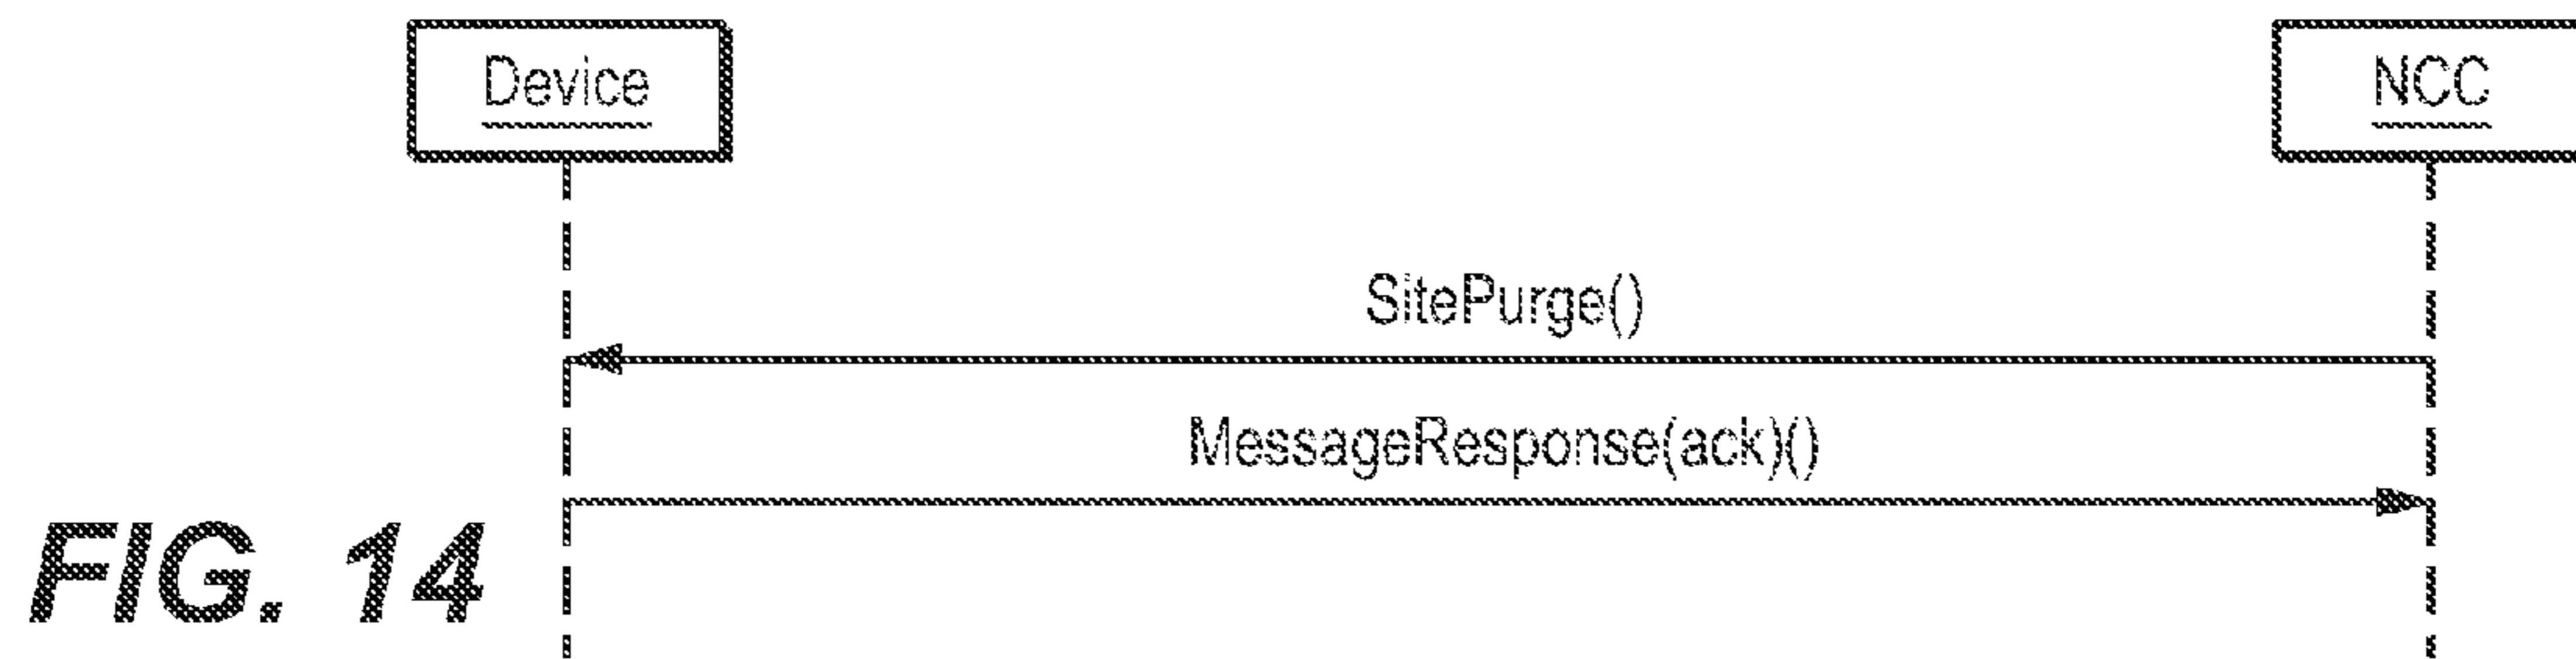 Device
NCC
SitePurge()
MessageResponse(ack)()
FIG. 14